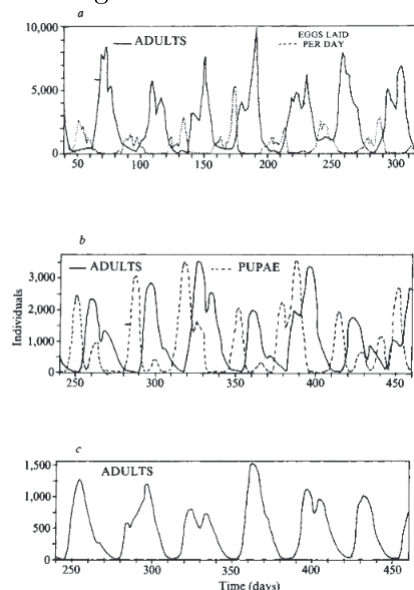 a
10,000
ADULTS
EGGS LAID
PER DAY
5,000
0
50 100 150 200 250 300
b
ADULTS PUPAE
3,000
2,000
1,000
0
Individuals
250 300 350 400 450
c
1,500
ADULTS
1,000
500
0
250 300 350 400 450
Time (days)